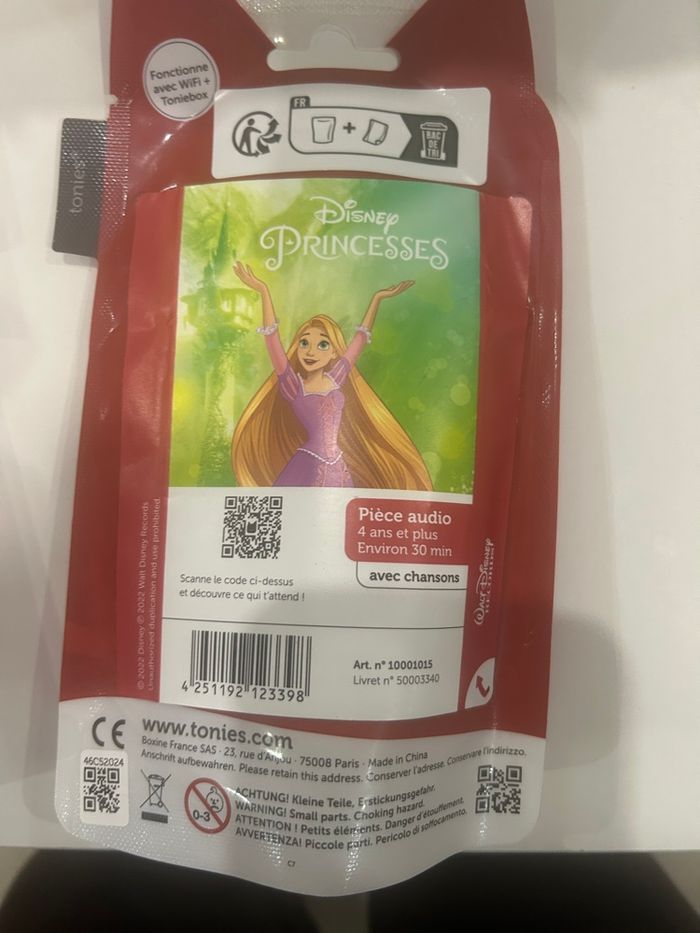 Fonctionne
avec WiFi +
Toniebox
FR
BAC
DE
TRI
tonies
Disney
PRINCESSES
Pièce audio
4 ans et plus
Environ 30 min
avec chansons
Scanne le code ci-dessus
et découvre ce qui t'attend !
© 2022 Disney ℗ 2022 Walt Disney Records
Unauthorized duplication and use prohibited.
WALT DISNEY
RECORDS
4 251192 123398
Art. n° 10001015
Livret n° 50003340
CE
www.tonies.com
Boxine France SAS · 23, rue d'Anjou · 75008 Paris · Made in China
Anschrift aufbewahren. Please retain this address. Conserver l'adresse. Conservare l'indirizzo.
46C52024
0-3
ACHTUNG! Kleine Teile, Erstickungsgefahr.
WARNING! Small parts. Choking hazard.
ATTENTION ! Petits éléments. Danger d'étouffement.
AVVERTENZA! Piccole parti. Pericolo di soffocamento.
C7